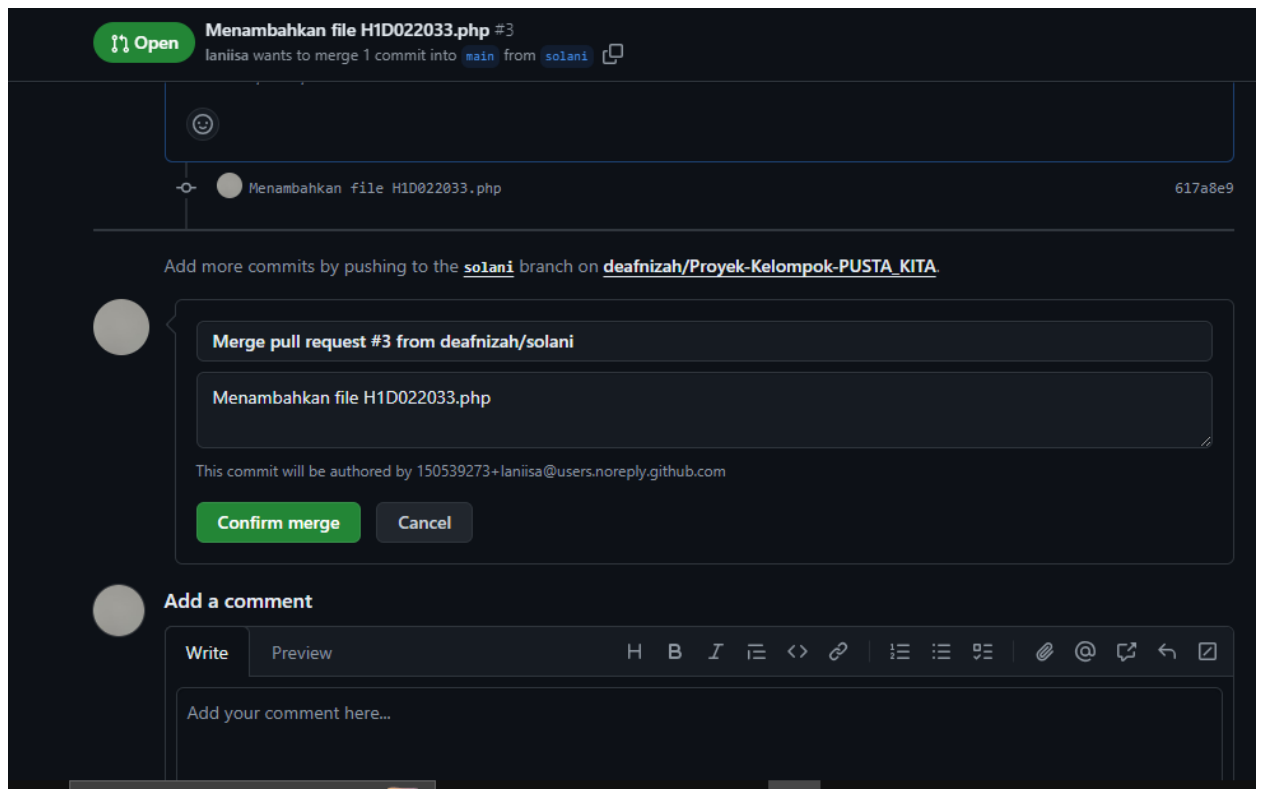 Open
Menambahkan file H1D022033.php #3
laniisa wants to merge 1 commit into main from solani
Menambahkan file H1D022033.php
617a8e9
Add more commits by pushing to the solani branch on deafnizah/Proyek-Kelompok-PUSTA_KITA.
Merge pull request #3 from deafnizah/solani
Menambahkan file H1D022033.php
This commit will be authored by 150539273+laniisa@users.noreply.github.com
Confirm merge
Cancel
Add a comment
Write
Preview
Add your comment here...